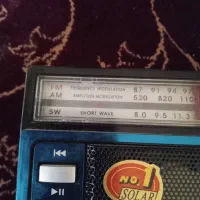 FM FREQUENCY MODULATION 87 91 94 97
AM AMPLITUDE MODULATION 530 820 110
SW SHORT WAVE 8.0 9.5 11.3
NO.1
SOLAR